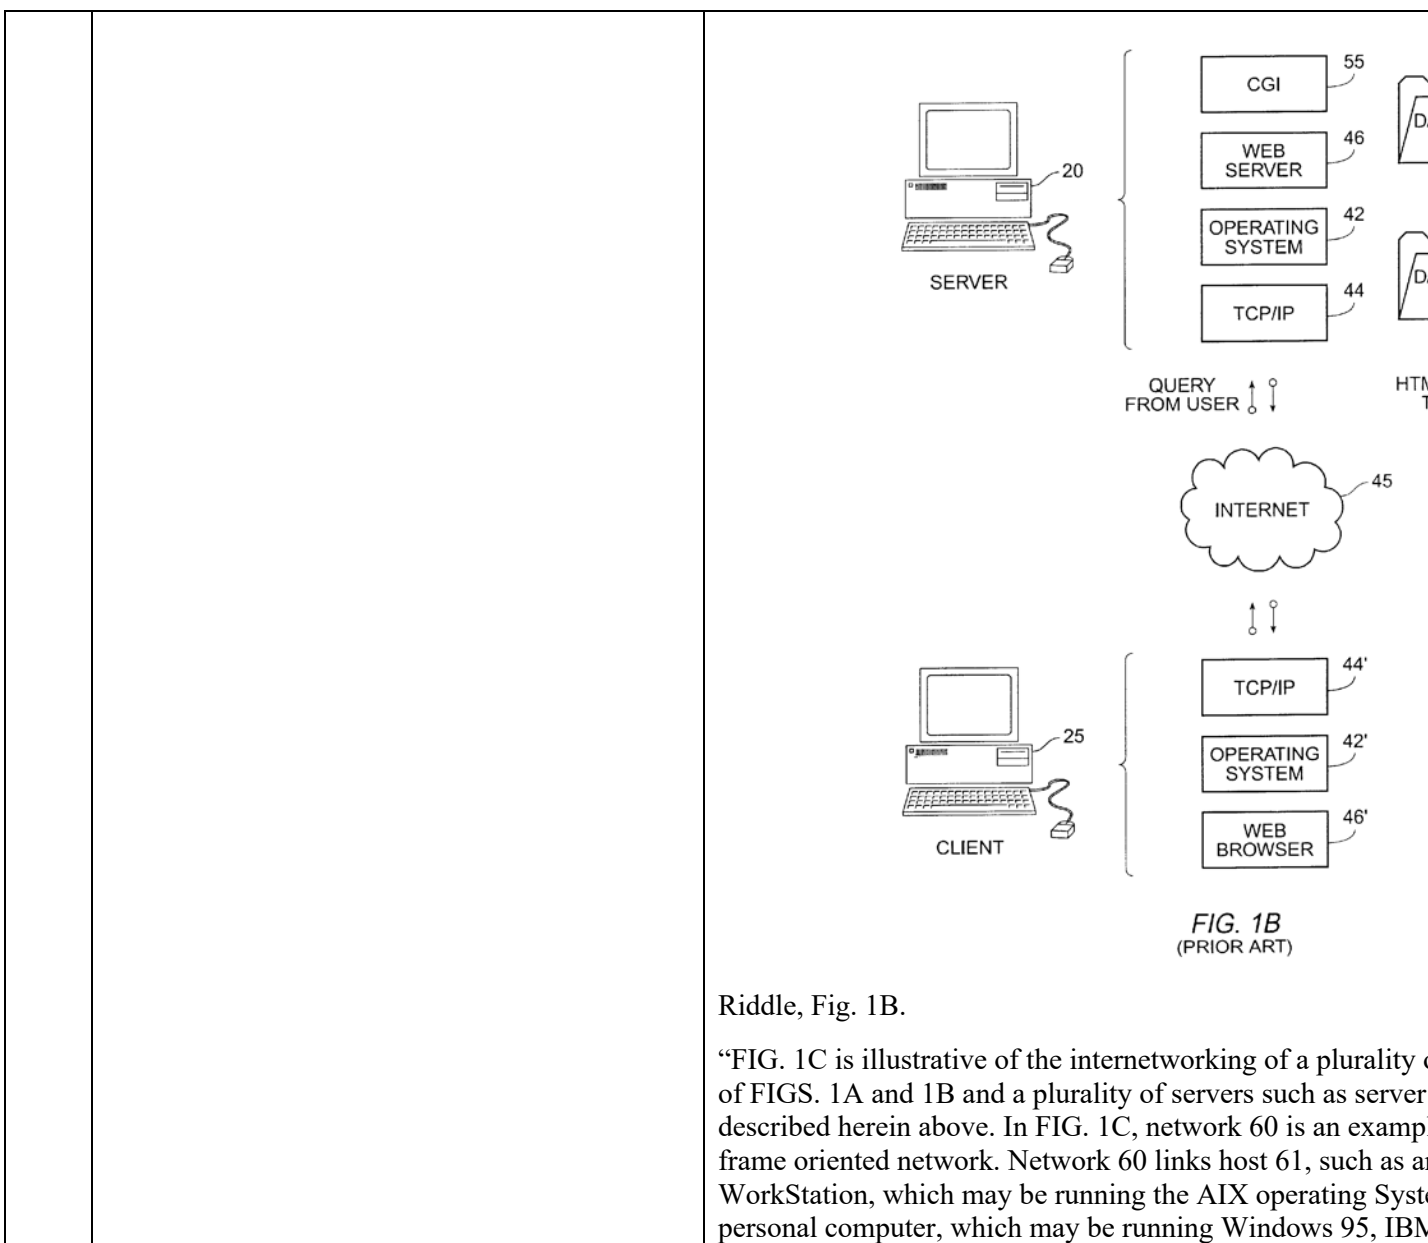 55
CGI
46
WEB
SERVER
20
42
OPERATING
SYSTEM
SERVER
44
TCP/IP
QUERY
FROM USER
45
INTERNET
44'
TCP/IP
25
42'
OPERATING
SYSTEM
46'
WEB
BROWSER
CLIENT
FIG. 1B
(PRIOR ART)
Riddle, Fig. 1B.
“FIG. 1C is illustrative of the internetworking of a plurality
of FIGS. 1A and 1B and a plurality of servers such as server
described herein above. In FIG. 1C, network 60 is an
frame oriented network. Network 60 links host 61, such as
WorkStation, which may be running the AIX operating
personal computer, which may be running Windows 95,